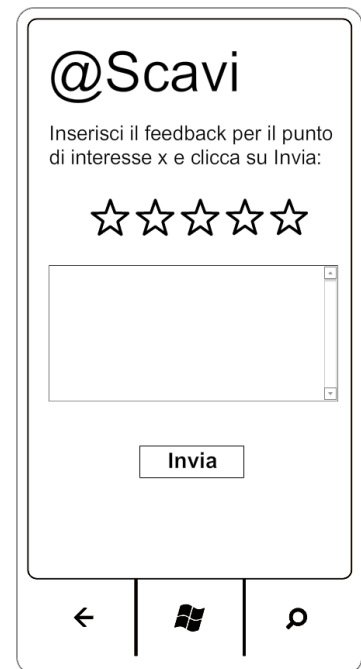 @Scavi
Inserisci il feedback per il punto
di interesse x e clicca su Invia:
Invia